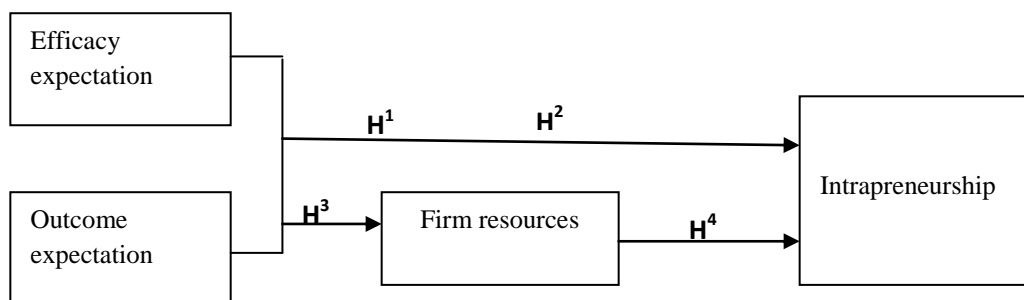 Efficacy
expectation
H¹
H²
Intrapreneurship
Outcome
expectation
H³
Firm resources
H⁴